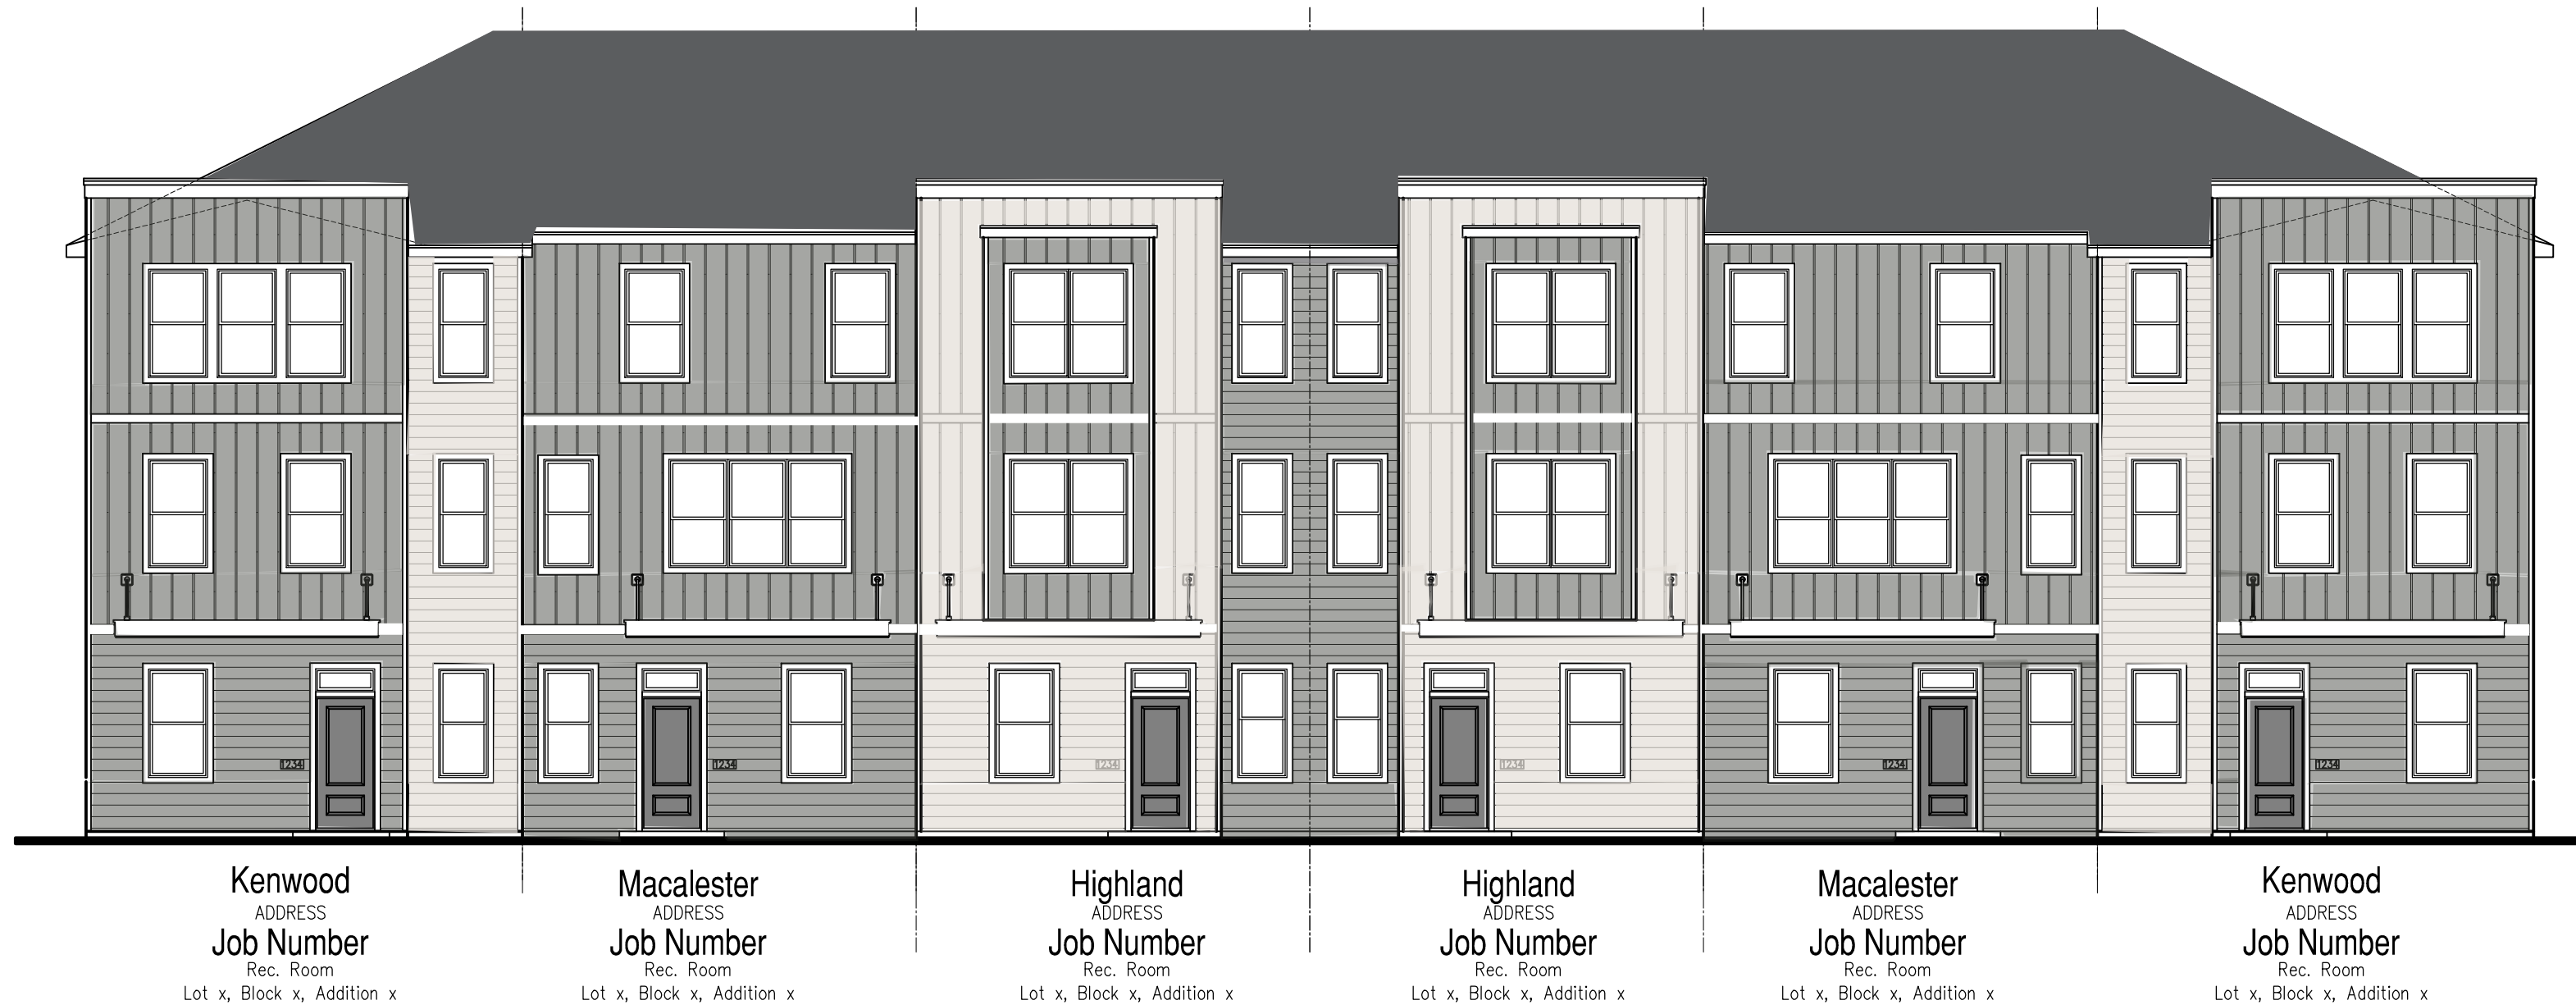 1234
1234
1234
1234
1234
1234
Kenwood
ADDRESS
Job Number
Rec. Room
Lot x, Block x, Addition x
Macalester
ADDRESS
Job Number
Rec. Room
Lot x, Block x, Addition x
Highland
ADDRESS
Job Number
Rec. Room
Lot x, Block x, Addition x
Highland
ADDRESS
Job Number
Rec. Room
Lot x, Block x, Addition x
Macalester
ADDRESS
Job Number
Rec. Room
Lot x, Block x, Addition x
Kenwood
ADDRESS
Job Number
Rec. Room
Lot x, Block x, Addition x